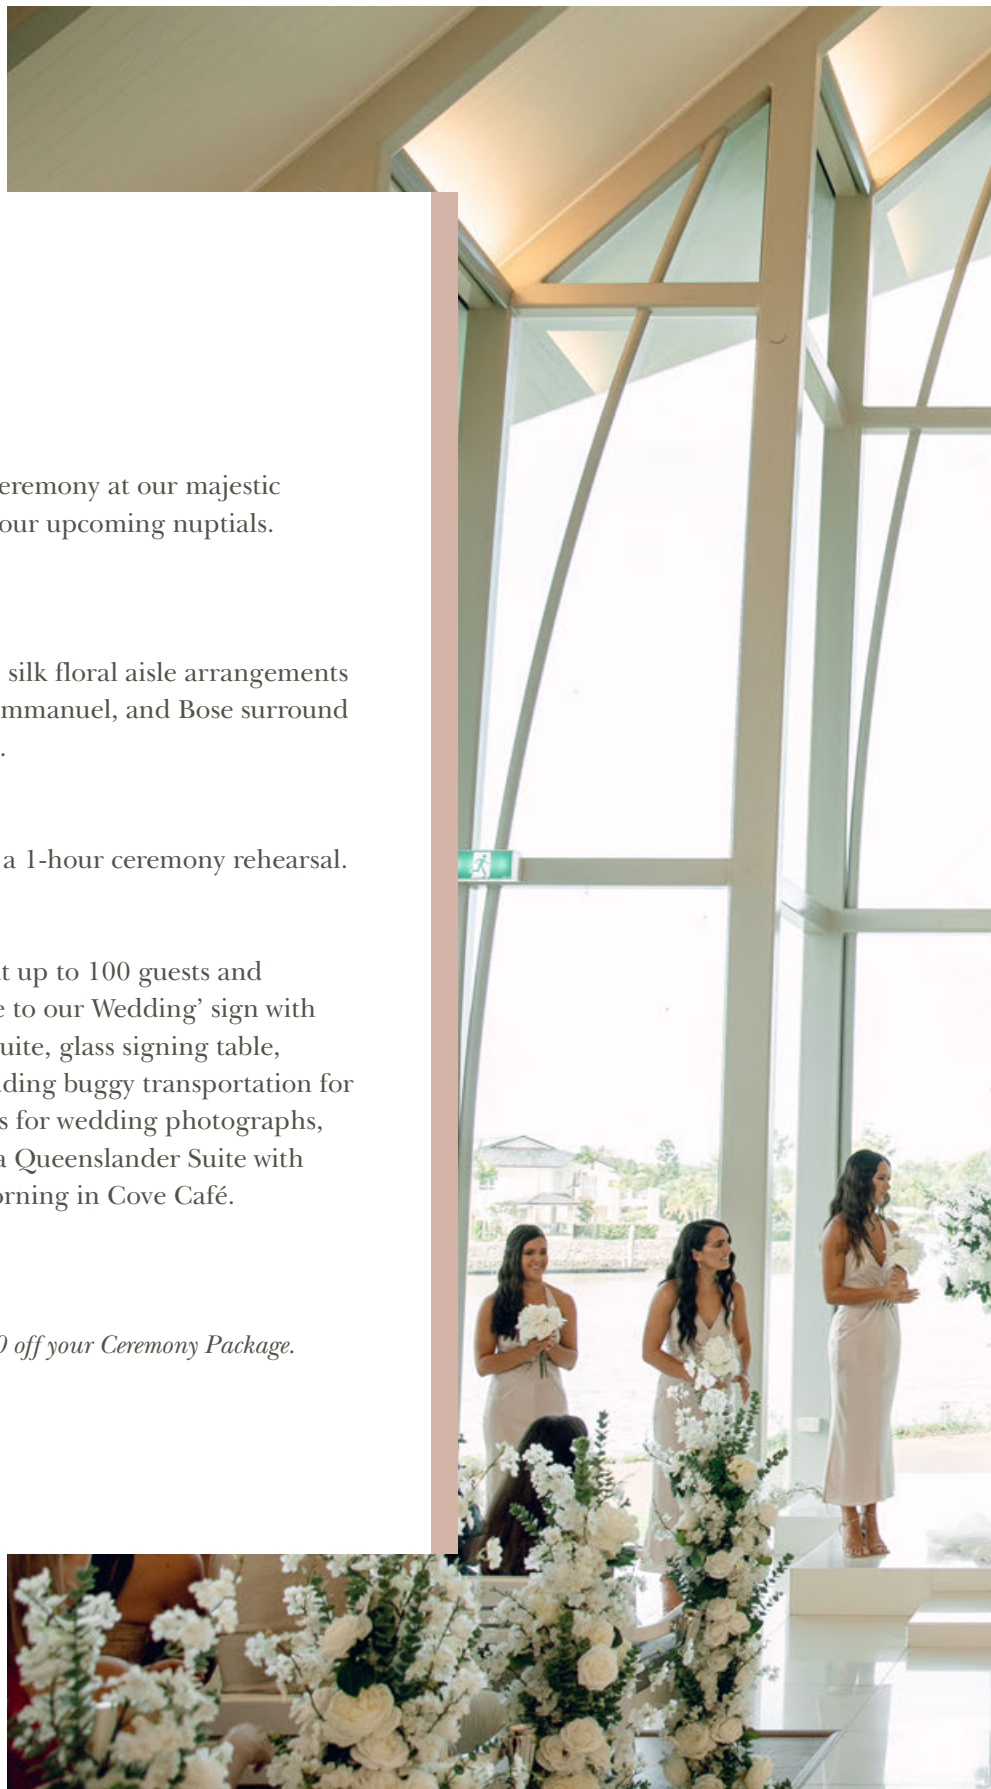 eremony at our majestic
our upcoming nuptials.
silk floral aisle arrangements
mmanuel, and Bose surround
.
a 1-hour ceremony rehearsal.
t up to 100 guests and
e to our Wedding’ sign with
uite, glass signing table,
ding buggy transportation for
s for wedding photographs,
a Queenslander Suite with
orning in Cove Café.
0 off your Ceremony Package.